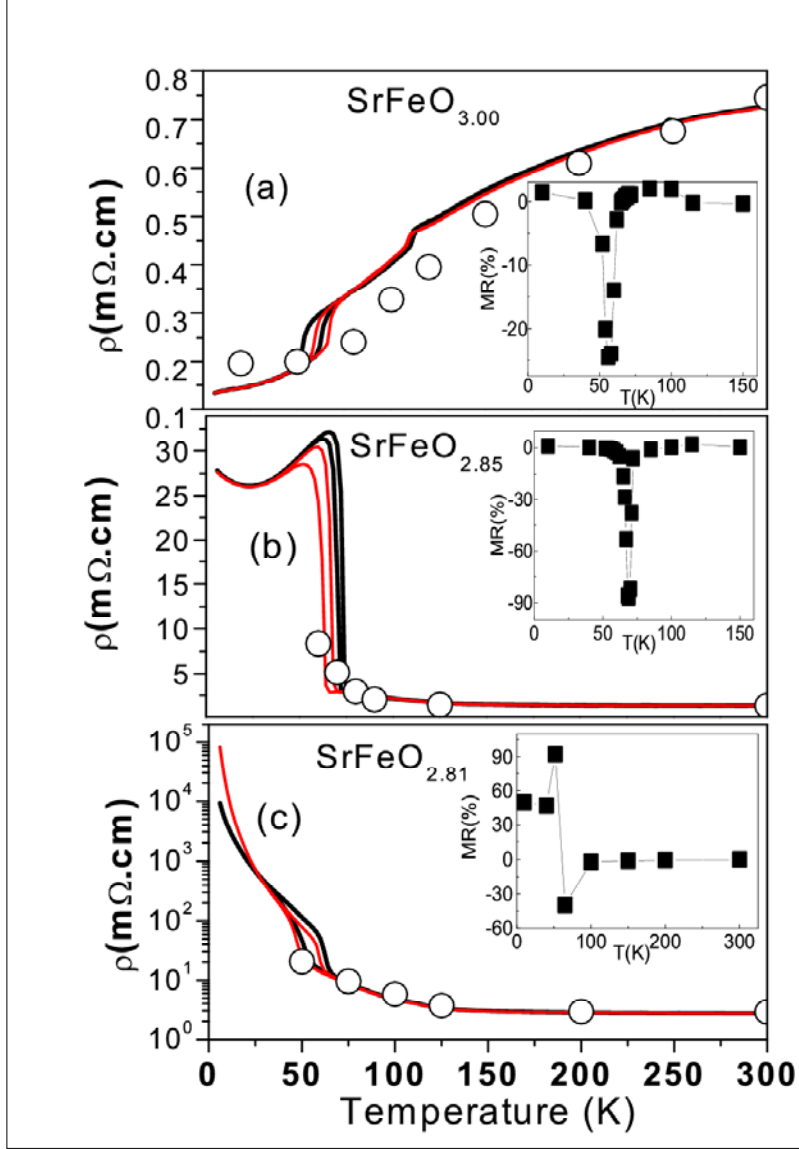 0.8
0.7
0.6
0.5
0.4
0.3
0.2
0.1
ρ(mΩ.cm)
SrFeO3.00
(a)
0
-10
-20
MR(%)
0 50 100 150
T(K)
30
25
20
15
10
5
ρ(mΩ.cm)
SrFeO2.85
(b)
0
-30
-60
-90
MR(%)
0 50 100 150
T(K)
10^5
10^4
10^3
10^2
10^1
10^0
ρ(mΩ.cm)
SrFeO2.81
(c)
90
60
30
0
-30
-60
MR(%)
0 100 200 300
T(K)
0 50 100 150 200 250 300
Temperature (K)